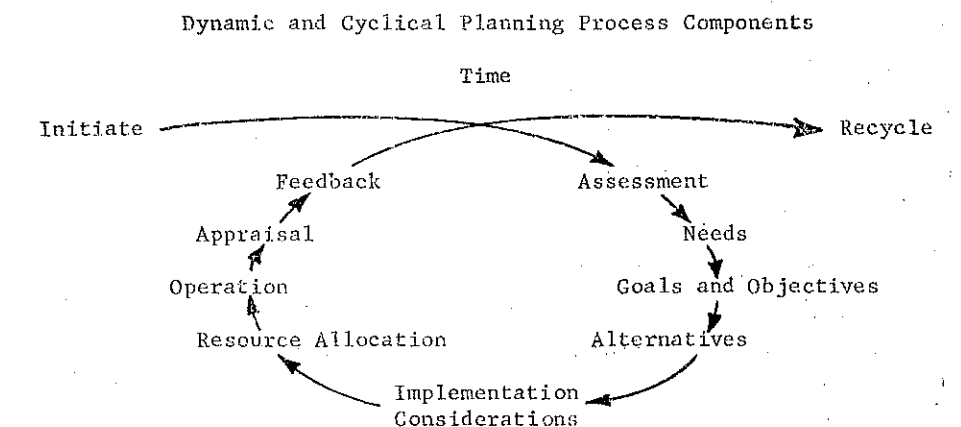 Dynamic and Cyclical Planning Process Components
Time
Initiate
Recycle
Feedback
Assessment
Appraisal
Needs
Operation
Goals and Objectives
Resource Allocation
Alternatives
Implementation
Considerations